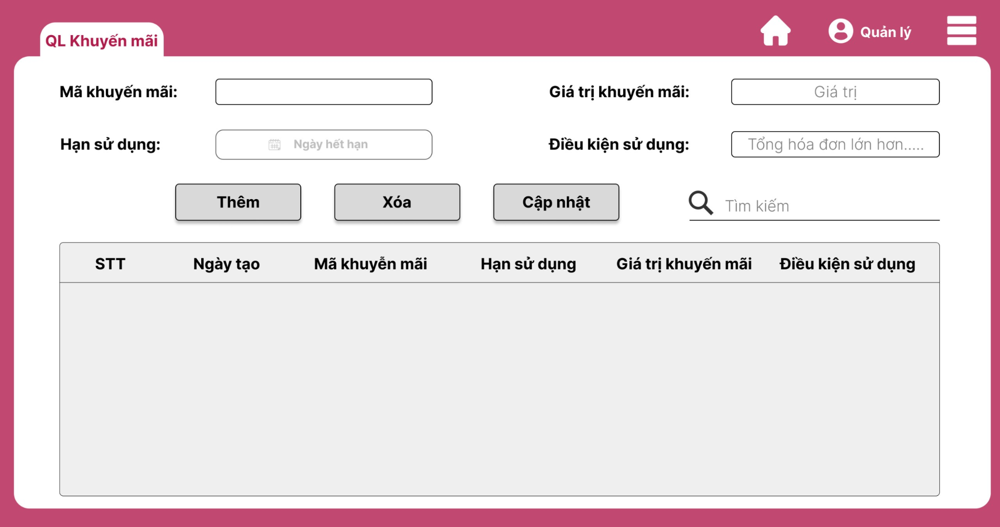 QL Khuyến mãi
Quản lý
Mã khuyến mãi:
Giá trị khuyến mãi:
Giá trị
Hạn sử dụng:
Ngày hết hạn
Điều kiện sử dụng:
Tổng hóa đơn lớn hơn.....
Thêm
Xóa
Cập nhật
Tìm kiếm
STT
Ngày tạo
Mã khuyễn mãi
Hạn sử dụng
Giá trị khuyến mãi
Điều kiện sử dụng